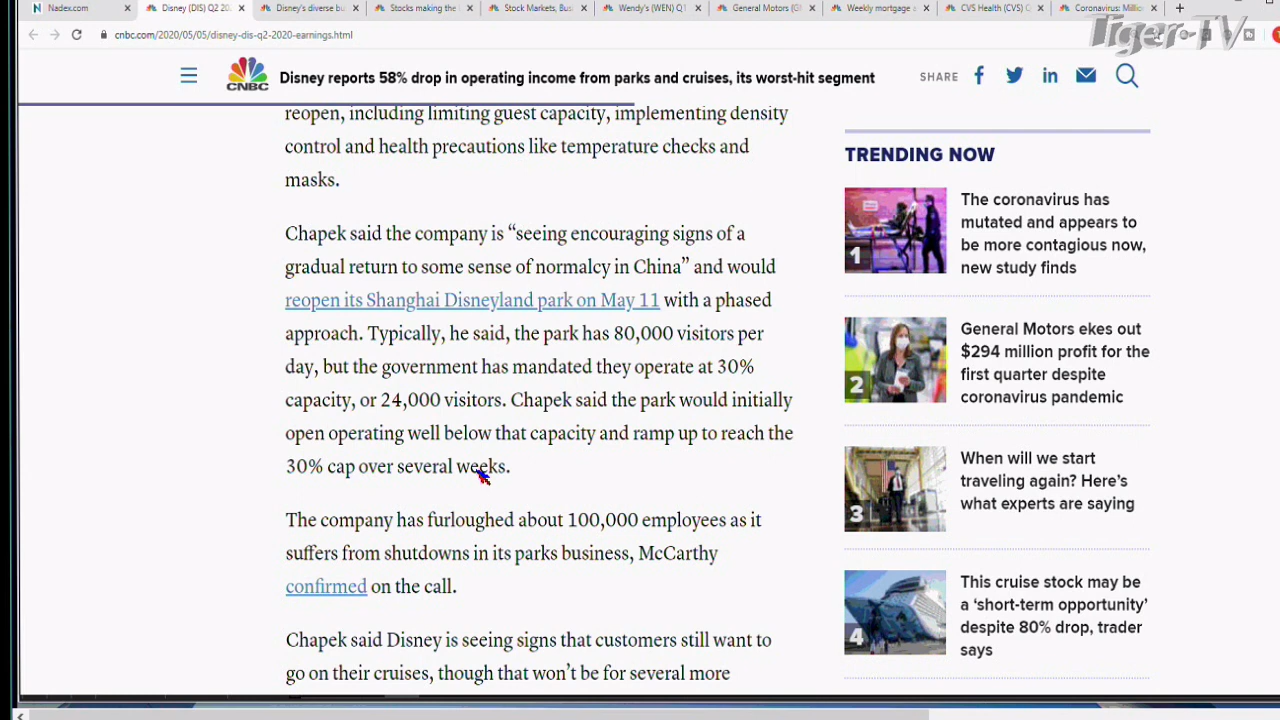 Nadex.com
Disney (DIS) Q2 20
Disney's diverse bu
Stocks making the
Stock Markets, Bus
Wendy's (WEN) Q1
General Motors (G
Weekly mortgage a
CVS Health (CVS) Q
Coronavirus: Millio
Tiger-TV
cnbc.com/2020/05/05/disney-dis-q2-2020-earnings.html
CNBC
Disney reports 58% drop in operating income from parks and cruises, its worst-hit segment
SHARE
reopen, including limiting guest capacity, implementing density
control and health precautions like temperature checks and
masks.
Chapek said the company is “seeing encouraging signs of a
gradual return to some sense of normalcy in China” and would
reopen its Shanghai Disneyland park on May 11 with a phased
approach. Typically, he said, the park has 80,000 visitors per
day, but the government has mandated they operate at 30%
capacity, or 24,000 visitors. Chapek said the park would initially
open operating well below that capacity and ramp up to reach the
30% cap over several weeks.
The company has furloughed about 100,000 employees as it
suffers from shutdowns in its parks business, McCarthy
confirmed on the call.
Chapek said Disney is seeing signs that customers still want to
go on their cruises, though that won’t be for several more
TRENDING NOW
1
The coronavirus has
mutated and appears to
be more contagious now,
new study finds
2
General Motors ekes out
$294 million profit for the
first quarter despite
coronavirus pandemic
3
When will we start
traveling again? Here’s
what experts are saying
4
This cruise stock may be
a ‘short-term opportunity’
despite 80% drop, trader
says